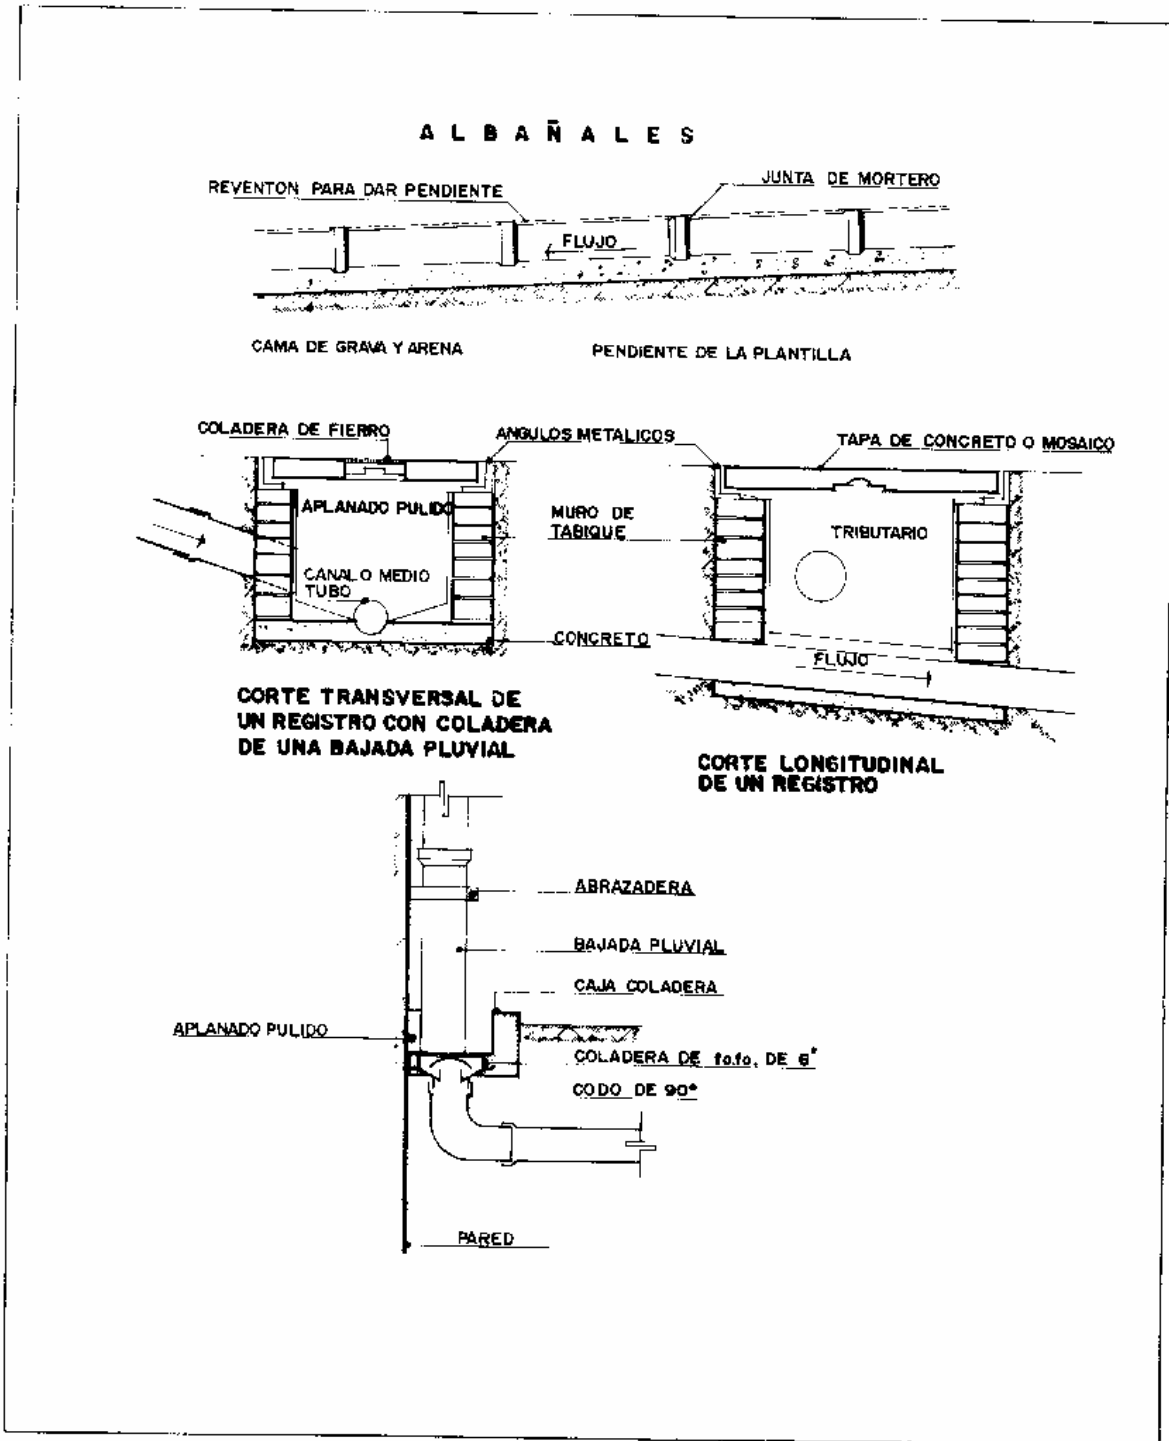 ALBAÑALES
REVENTON PARA DAR PENDIENTE
JUNTA DE MORTERO
FLUJO
CAMA DE GRAVA Y ARENA
PENDIENTE DE LA PLANTILLA
COLADERA DE FIERRO
ANGULOS METALICOS
TAPA DE CONCRETO O MOSAICO
APLANADO PULIDO
MURO DE
TABIQUE
TRIBUTARIO
CANAL O MEDIO
TUBO
CONCRETO
FLUJO
CORTE TRANSVERSAL DE
UN REGISTRO CON COLADERA
DE UNA BAJADA PLUVIAL
CORTE LONGITUDINAL
DE UN REGISTRO
ABRAZADERA
BAJADA PLUVIAL
CAJA COLADERA
APLANADO PULIDO
COLADERA DE fo.fo. DE 6"
CODO DE 90°
PARED